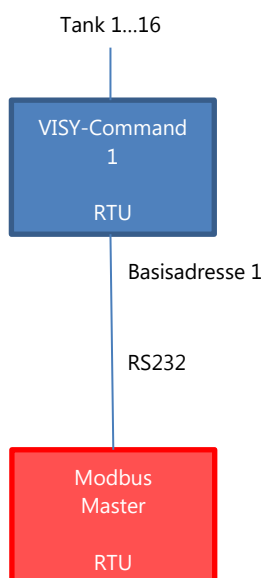 Tank 1...16
VISY-Command
1
RTU
Basisadresse 1
RS232
Modbus
Master
RTU